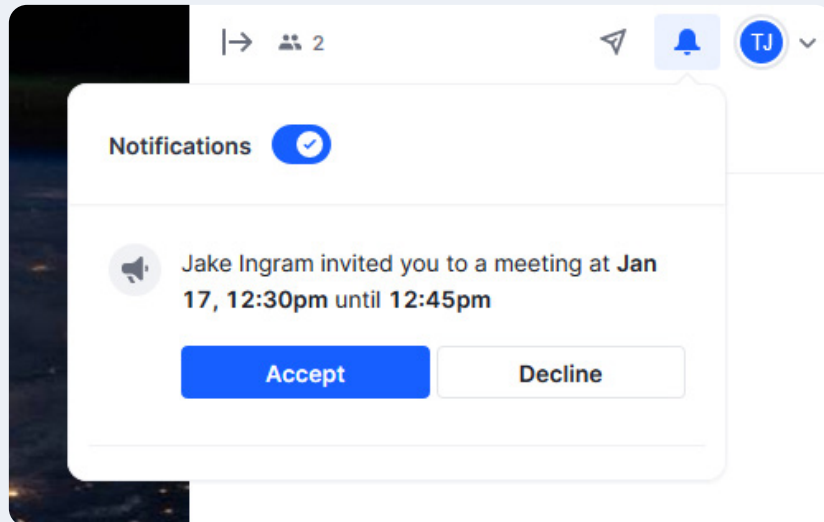 2
TJ
Notifications
Jake Ingram invited you to a meeting at Jan
17, 12:30pm until 12:45pm
Accept Decline